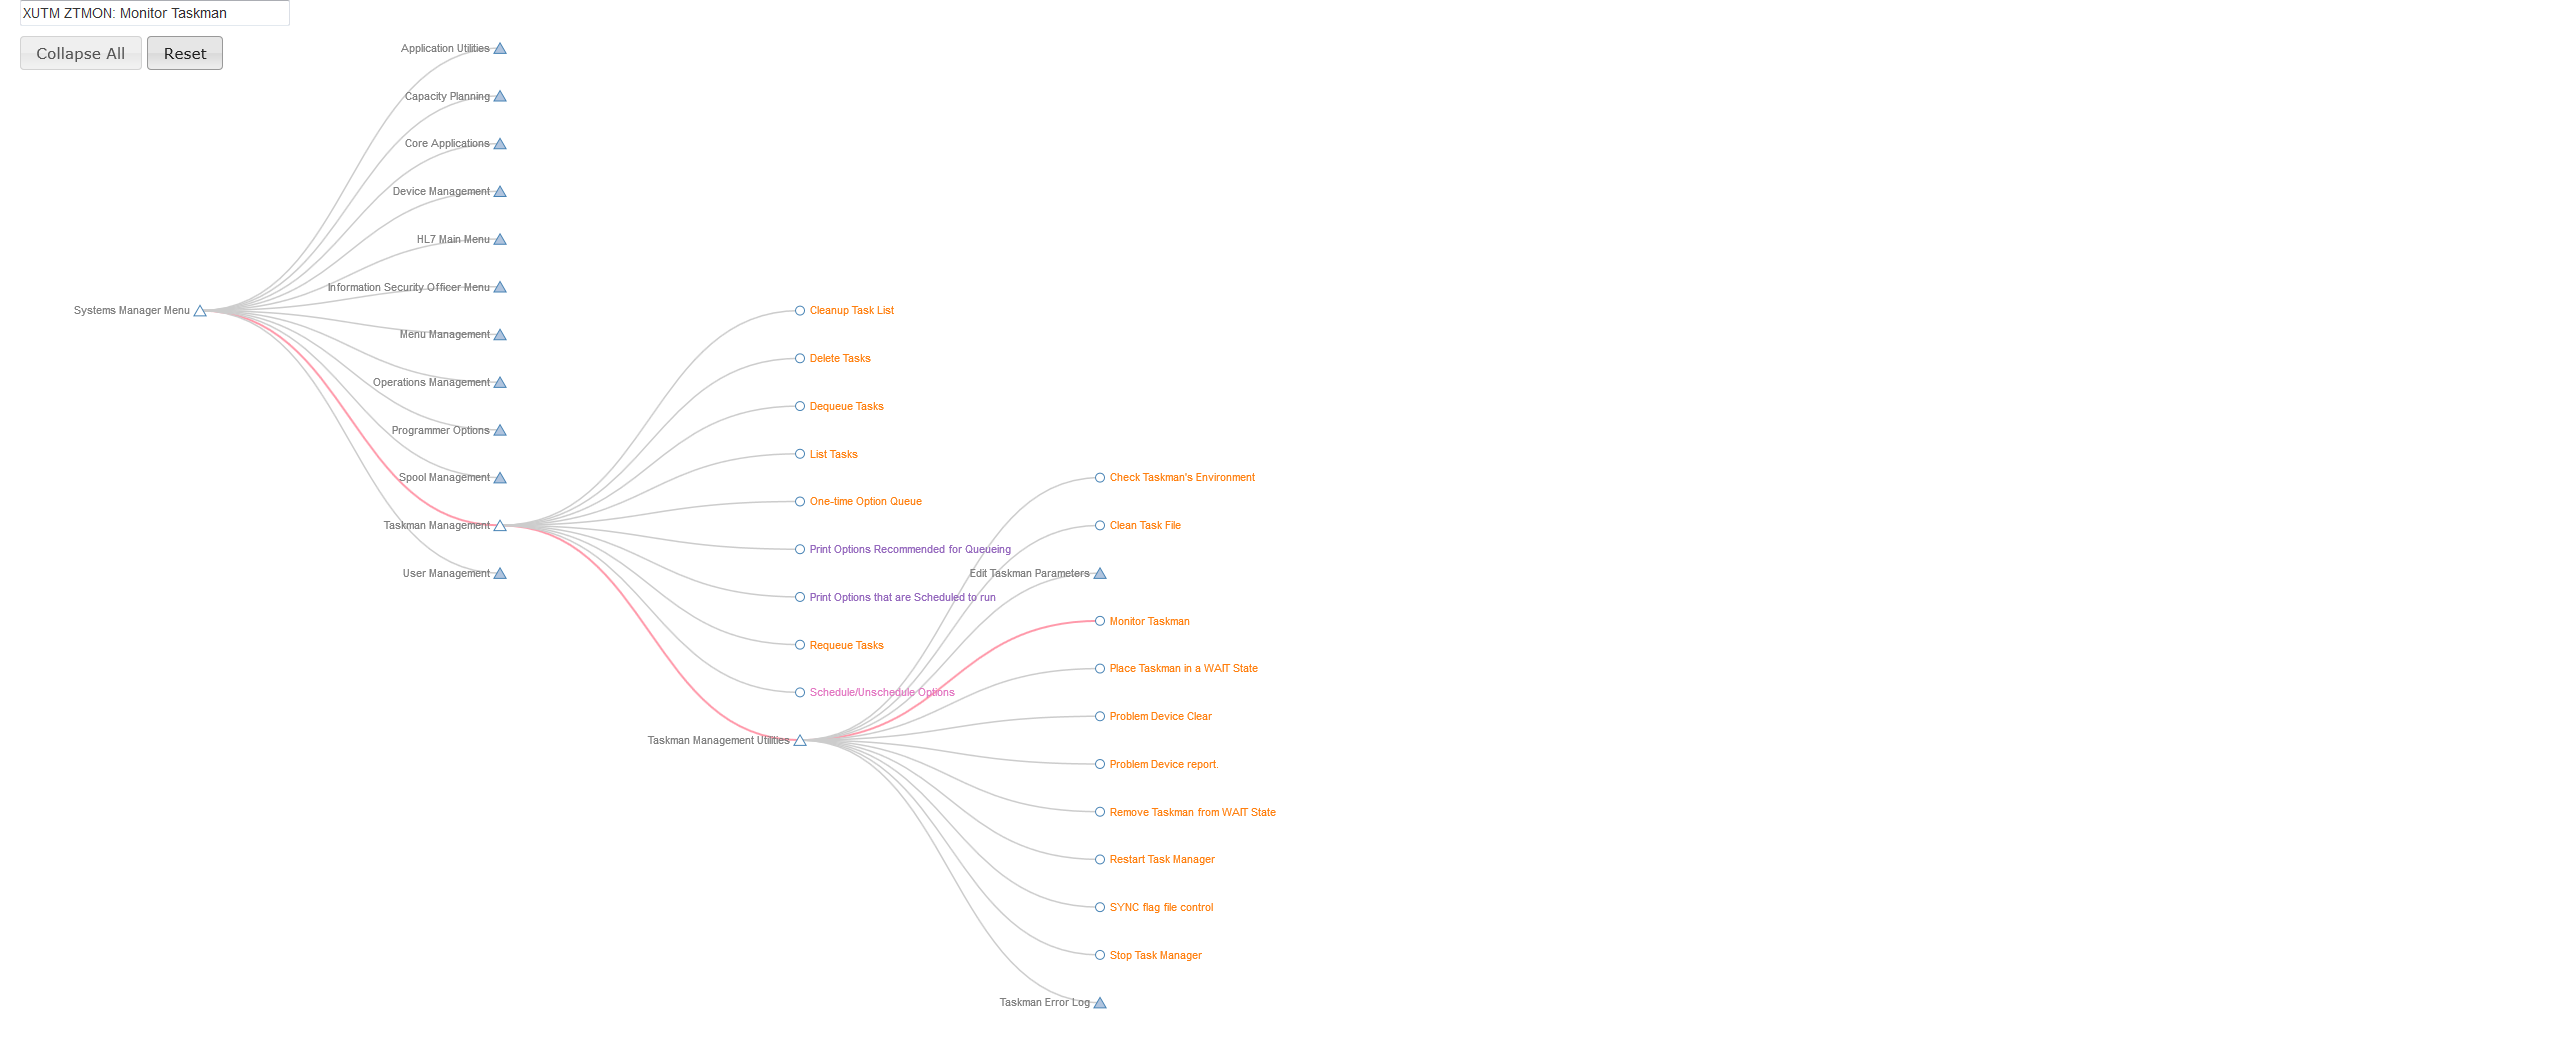 XUTM ZTMON: Monitor Taskman
Collapse All
Reset
Application Utilities
Capacity Planning
Core Applications
Device Management
HL7 Main Menu
Information Security Officer Menu
Systems Manager Menu
Menu Management
Operations Management
Programmer Options
Spool Management
Taskman Management
User Management
Cleanup Task List
Delete Tasks
Dequeue Tasks
List Tasks
One-time Option Queue
Print Options Recommended for Queueing
Print Options that are Scheduled to run
Requeue Tasks
Schedule/Unschedule Options
Taskman Management Utilities
Check Taskman's Environment
Clean Task File
Edit Taskman Parameters
Monitor Taskman
Place Taskman in a WAIT State
Problem Device Clear
Problem Device report.
Remove Taskman from WAIT State
Restart Task Manager
SYNC flag file control
Stop Task Manager
Taskman Error Log